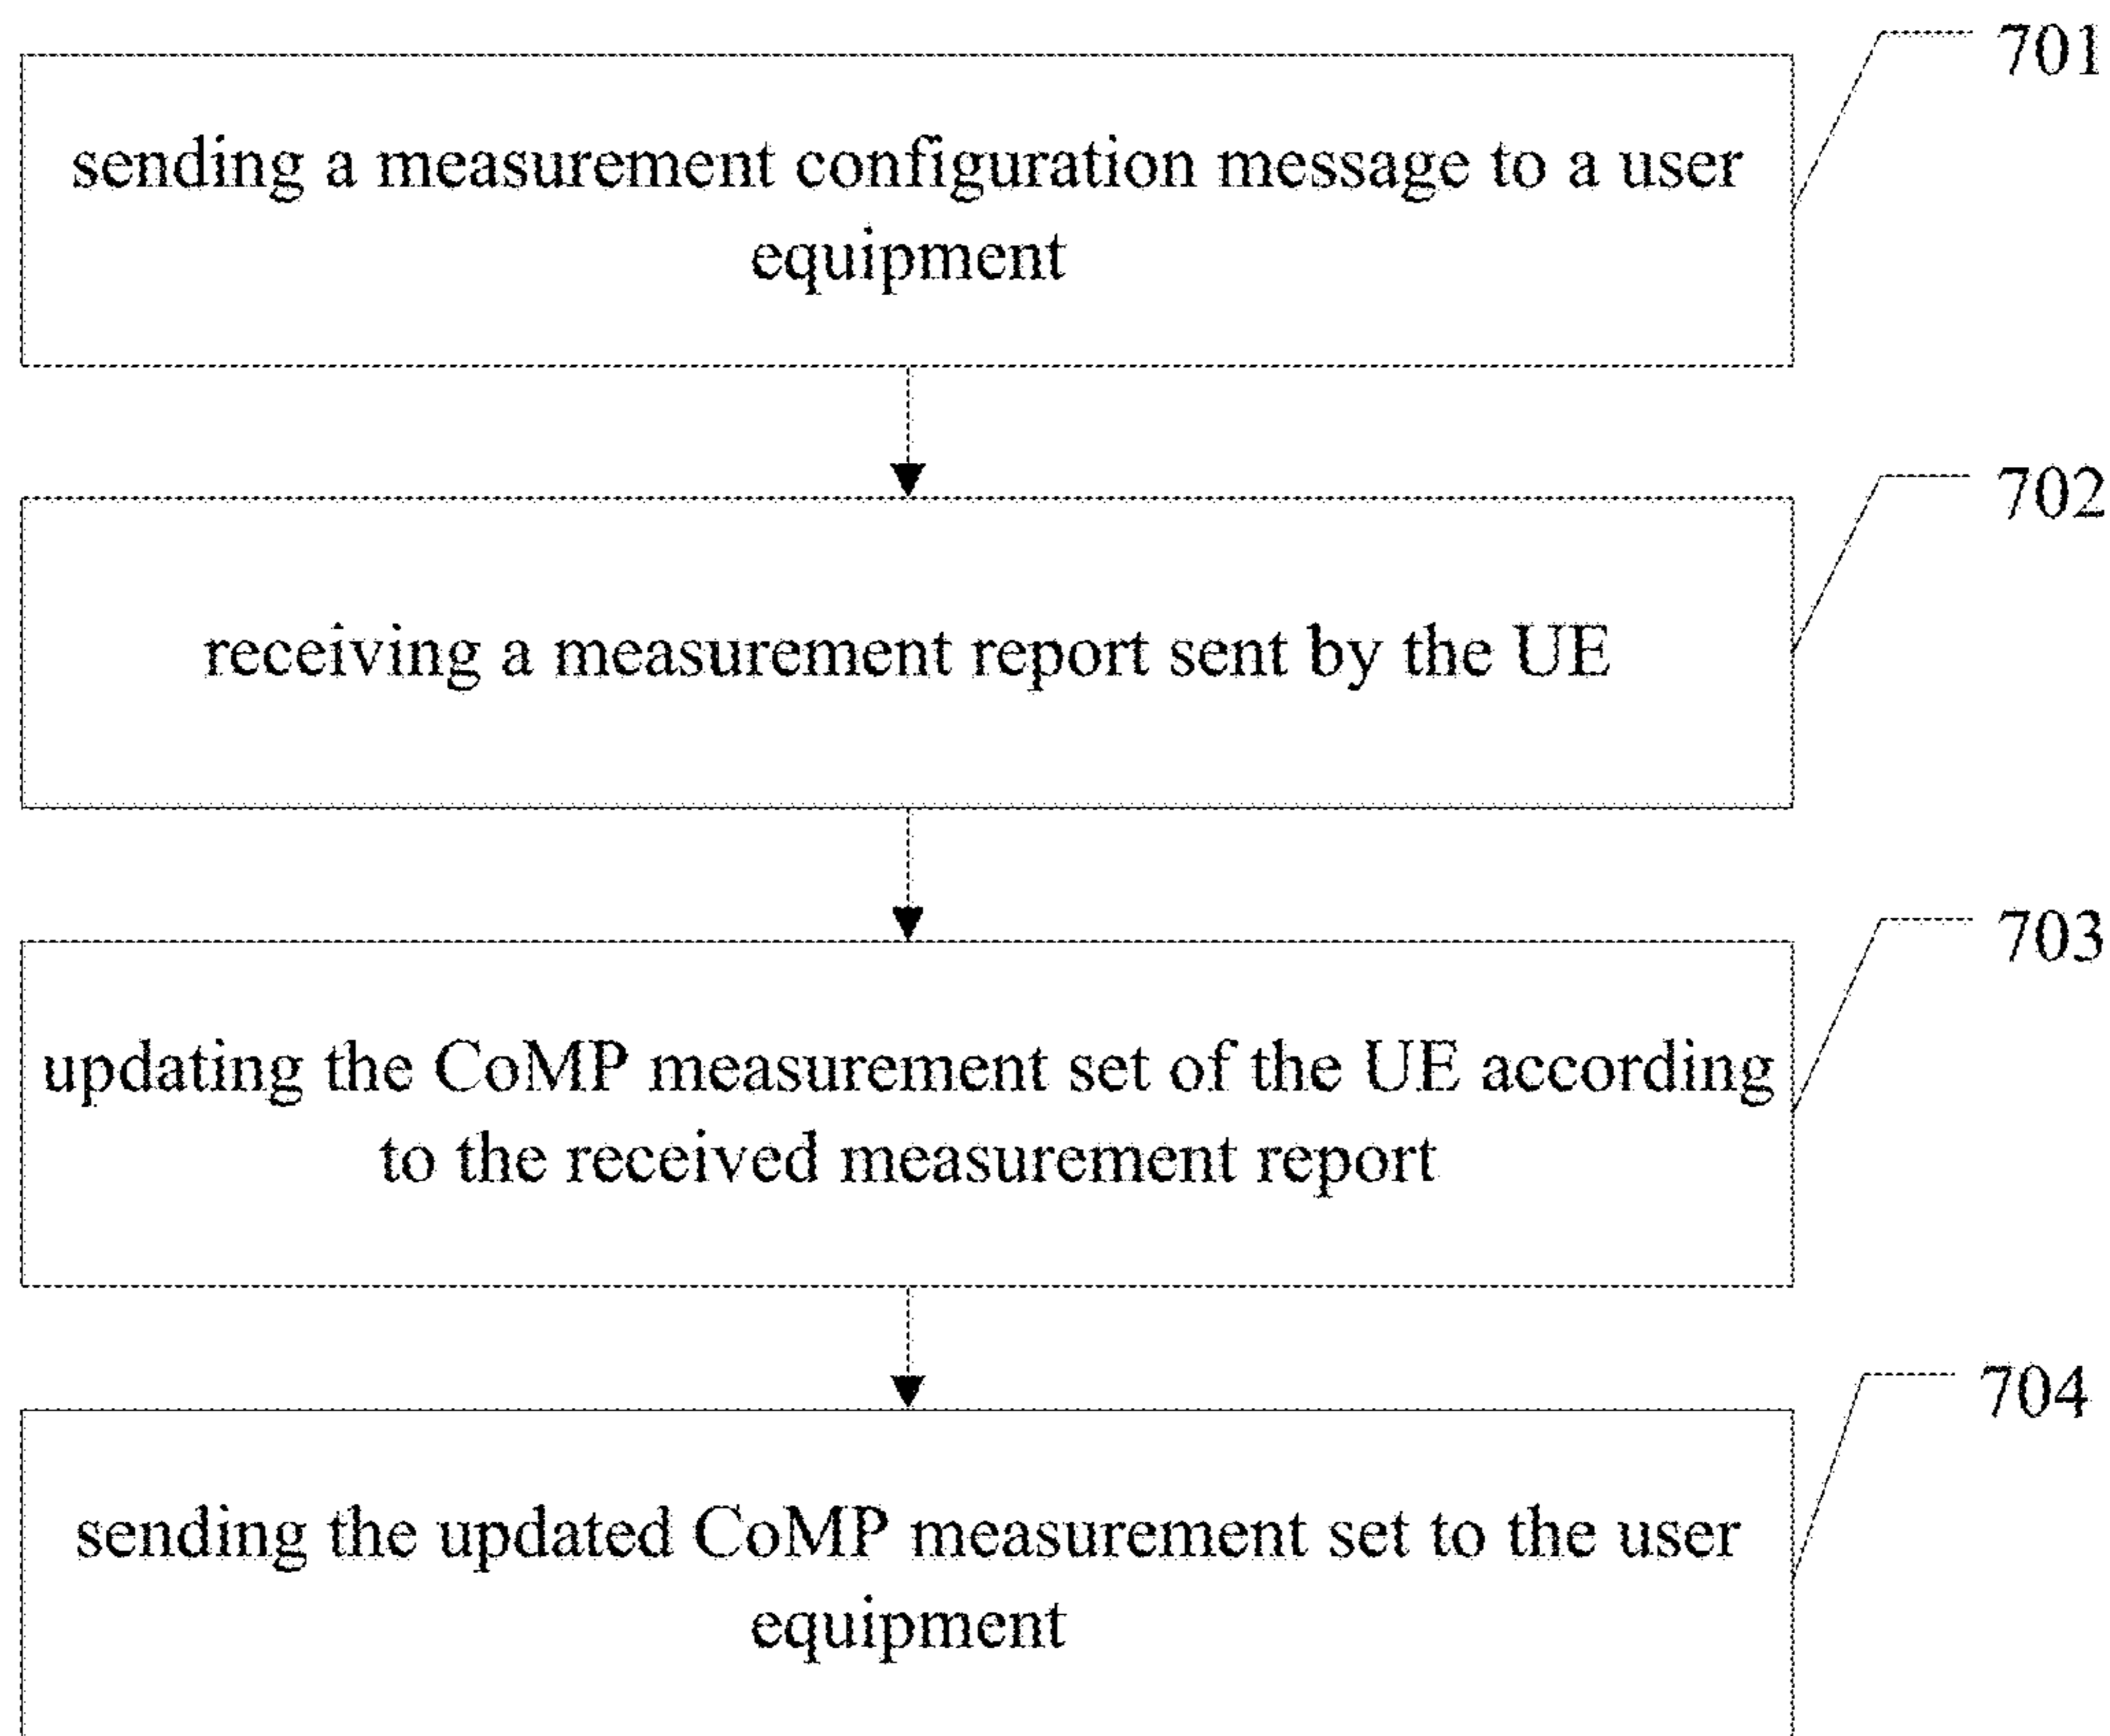 701
sending a measurement configuration message to a user
equipment
702
receiving a measurement report sent by the UE
703
updating the CoMP measurement set of the UE according
to the received measurement report
704
sending the updated CoMP measurement set to the user
equipment